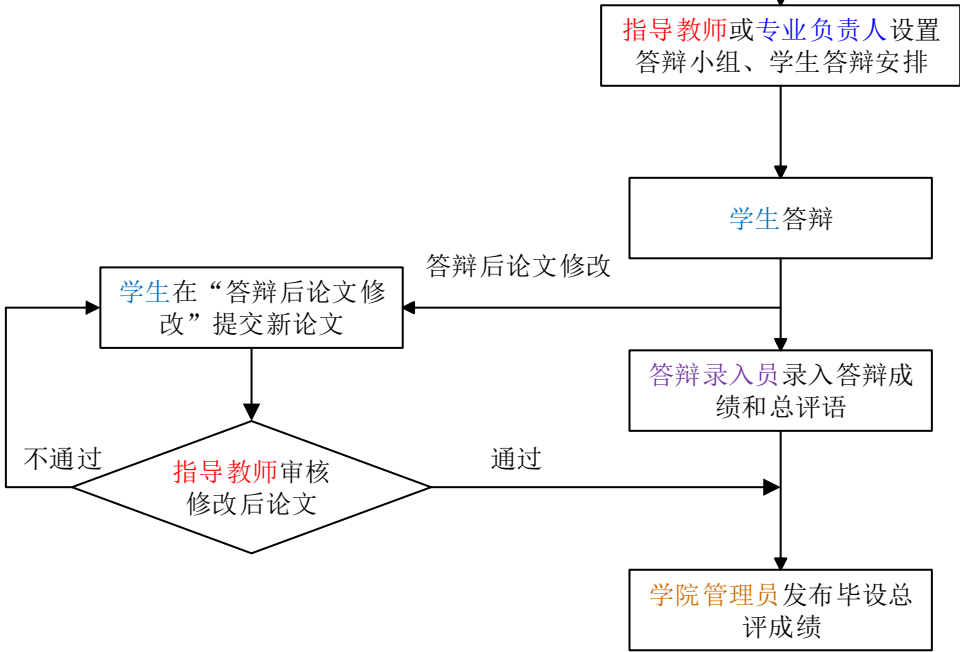 指导教师或专业负责人设置
答辩小组、学生答辩安排
学生答辩
答辩后论文修改
学生在“答辩后论文修
改”提交新论文
答辩录入员录入答辩成
绩和总评语
不通过
指导教师审核
修改后论文
通过
学院管理员发布毕设总
评成绩